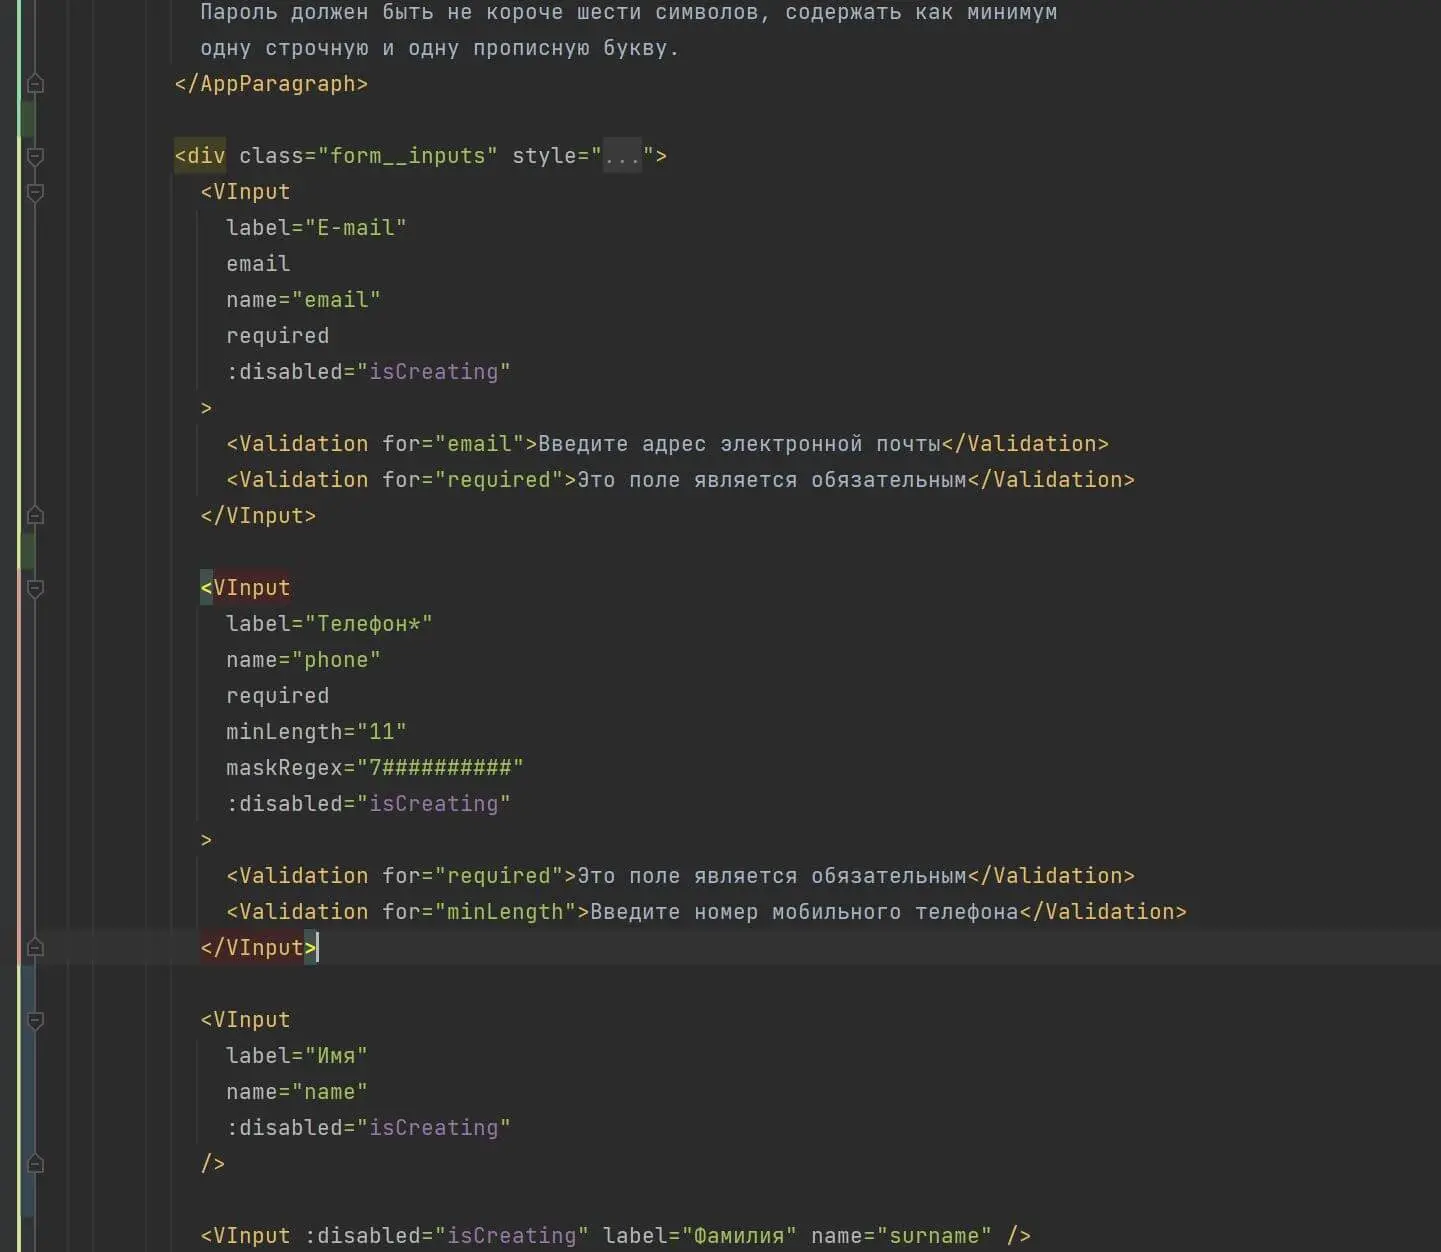 Пароль должен быть не короче шести символов, содержать как минимум
одну строчную и одну прописную букву.
</AppParagraph>
<div class="form__inputs" style="...">
<VInput
label="E-mail"
email
name="email"
required
:disabled="isCreating"
>
<Validation for="email">Введите адрес электронной почты</Validation>
<Validation for="required">Это поле является обязательным</Validation>
</VInput>
<VInput
label="Телефон*"
name="phone"
required
minLength="11"
maskRegex="7##########"
:disabled="isCreating"
>
<Validation for="required">Это поле является обязательным</Validation>
<Validation for="minLength">Введите номер мобильного телефона</Validation>
</VInput>
<VInput
label="Имя"
name="name"
:disabled="isCreating"
/>
<VInput :disabled="isCreating" label="Фамилия" name="surname" />